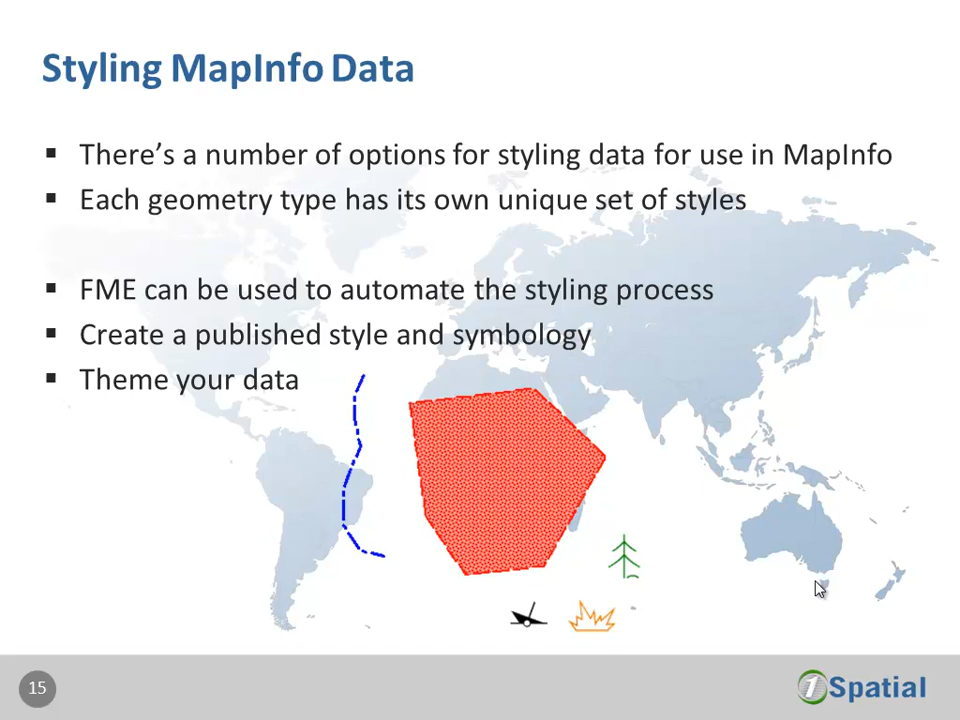 Styling MapInfo Data
▪ There’s a number of options for styling data for use in MapInfo
▪ Each geometry type has its own unique set of styles
▪ FME can be used to automate the styling process
▪ Create a published style and symbology
▪ Theme your data
15
1Spatial